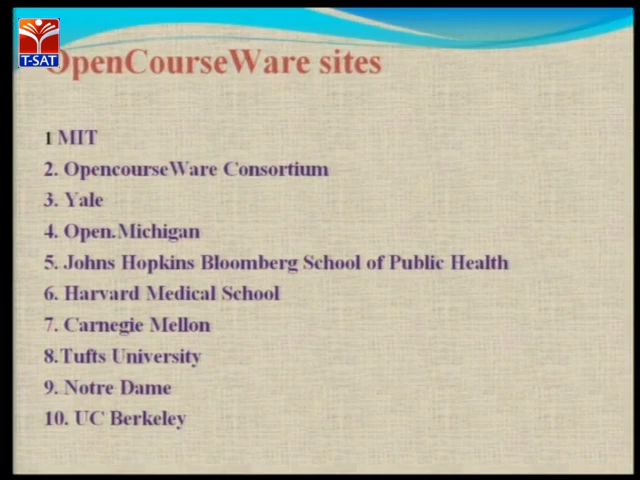 T-SAT
OpenCourseWare sites
1 MIT
2. OpencourseWare Consortium
3. Yale
4. Open.Michigan
5. Johns Hopkins Bloomberg School of Public Health
6. Harvard Medical School
7. Carnegie Mellon
8.Tufts University
9. Notre Dame
10. UC Berkeley